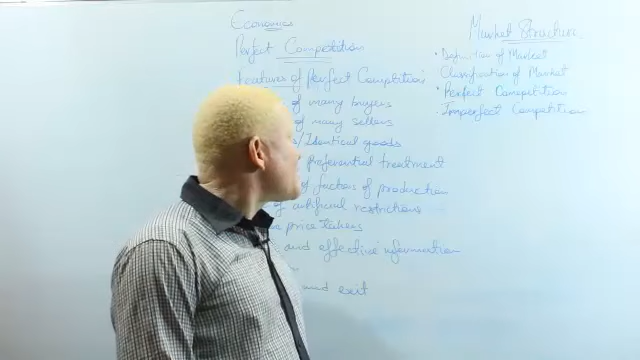 Economics
Perfect Competition
Features of Perfect Competition
of many buyers
of many sellers
/Identical goods
preferential treatment
of factors of production
of artificial restrictions
price takers
and effective information
and exit
Market Structure
• Definition of Market
Classification of Market
• Perfect Competition
• Imperfect Competition